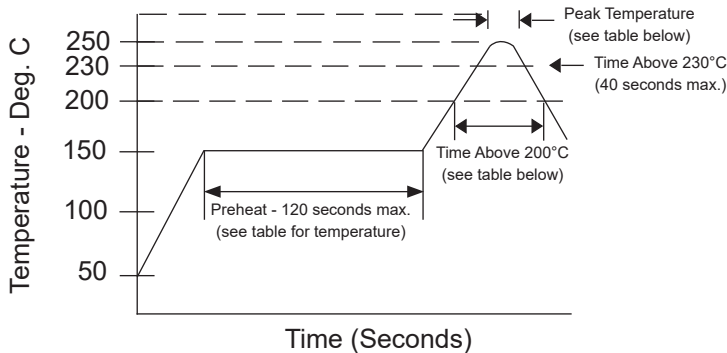 Temperature - Deg. C
250
230
200
150
100
50
Peak Temperature
(see table below)
Time Above 230°C
(40 seconds max.)
Time Above 200°C
(see table below)
Preheat - 120 seconds max.
(see table for temperature)
Time (Seconds)